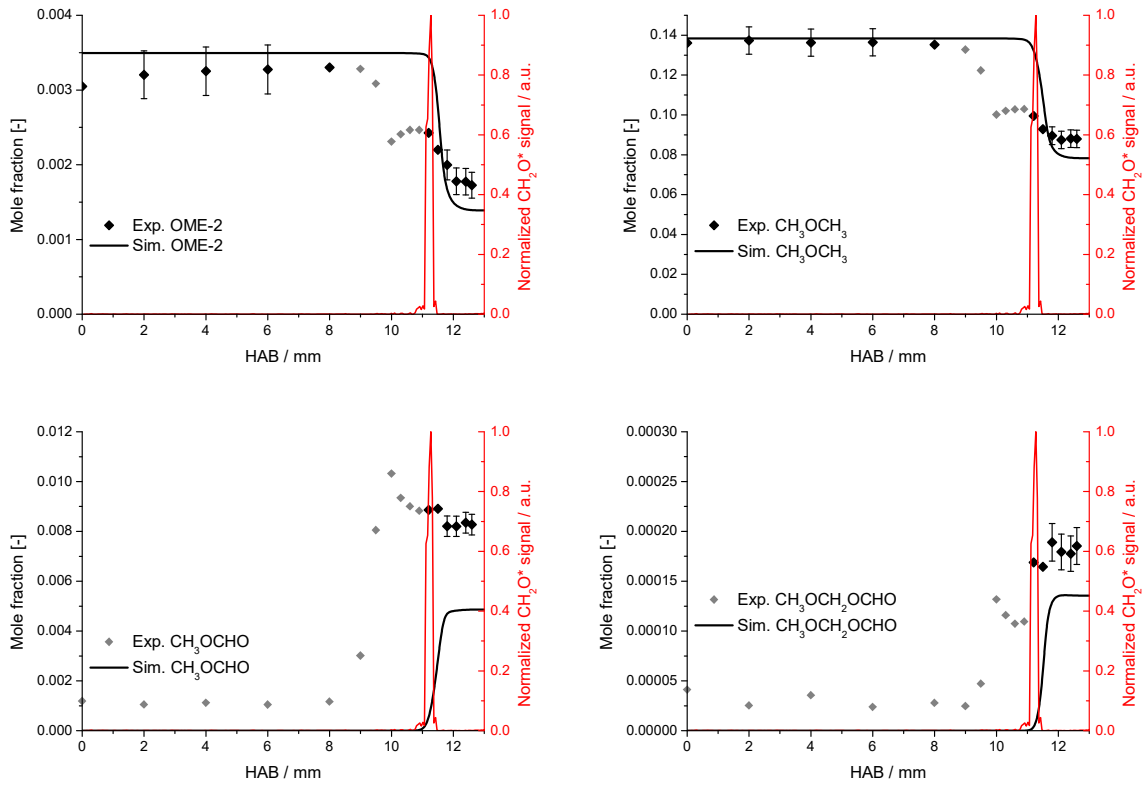 0.004
0.003
0.002
0.001
0.000
Mole fraction [-]
Exp. OME-2
Sim. OME-2
0 2 4 6 8 10 12
HAB / mm
1.0
0.8
0.6
0.4
0.2
0.0
Normalized CH₂O* signal / a.u.
0.14
0.12
0.10
0.08
0.06
0.04
0.02
0.00
Mole fraction [-]
Exp. CH₃OCH₃
Sim. CH₃OCH₃
0 2 4 6 8 10 12
HAB / mm
1.0
0.8
0.6
0.4
0.2
0.0
Normalized CH₂O* signal / a.u.
0.012
0.010
0.008
0.006
0.004
0.002
0.000
Mole fraction [-]
Exp. CH₃OCHO
Sim. CH₃OCHO
0 2 4 6 8 10 12
HAB / mm
1.0
0.8
0.6
0.4
0.2
0.0
Normalized CH₂O* signal / a.u.
0.00030
0.00025
0.00020
0.00015
0.00010
0.00005
0.00000
Mole fraction [-]
Exp. CH₃OCH₂OCHO
Sim. CH₃OCH₂OCHO
0 2 4 6 8 10 12
HAB / mm
1.0
0.8
0.6
0.4
0.2
0.0
Normalized CH₂O* signal / a.u.